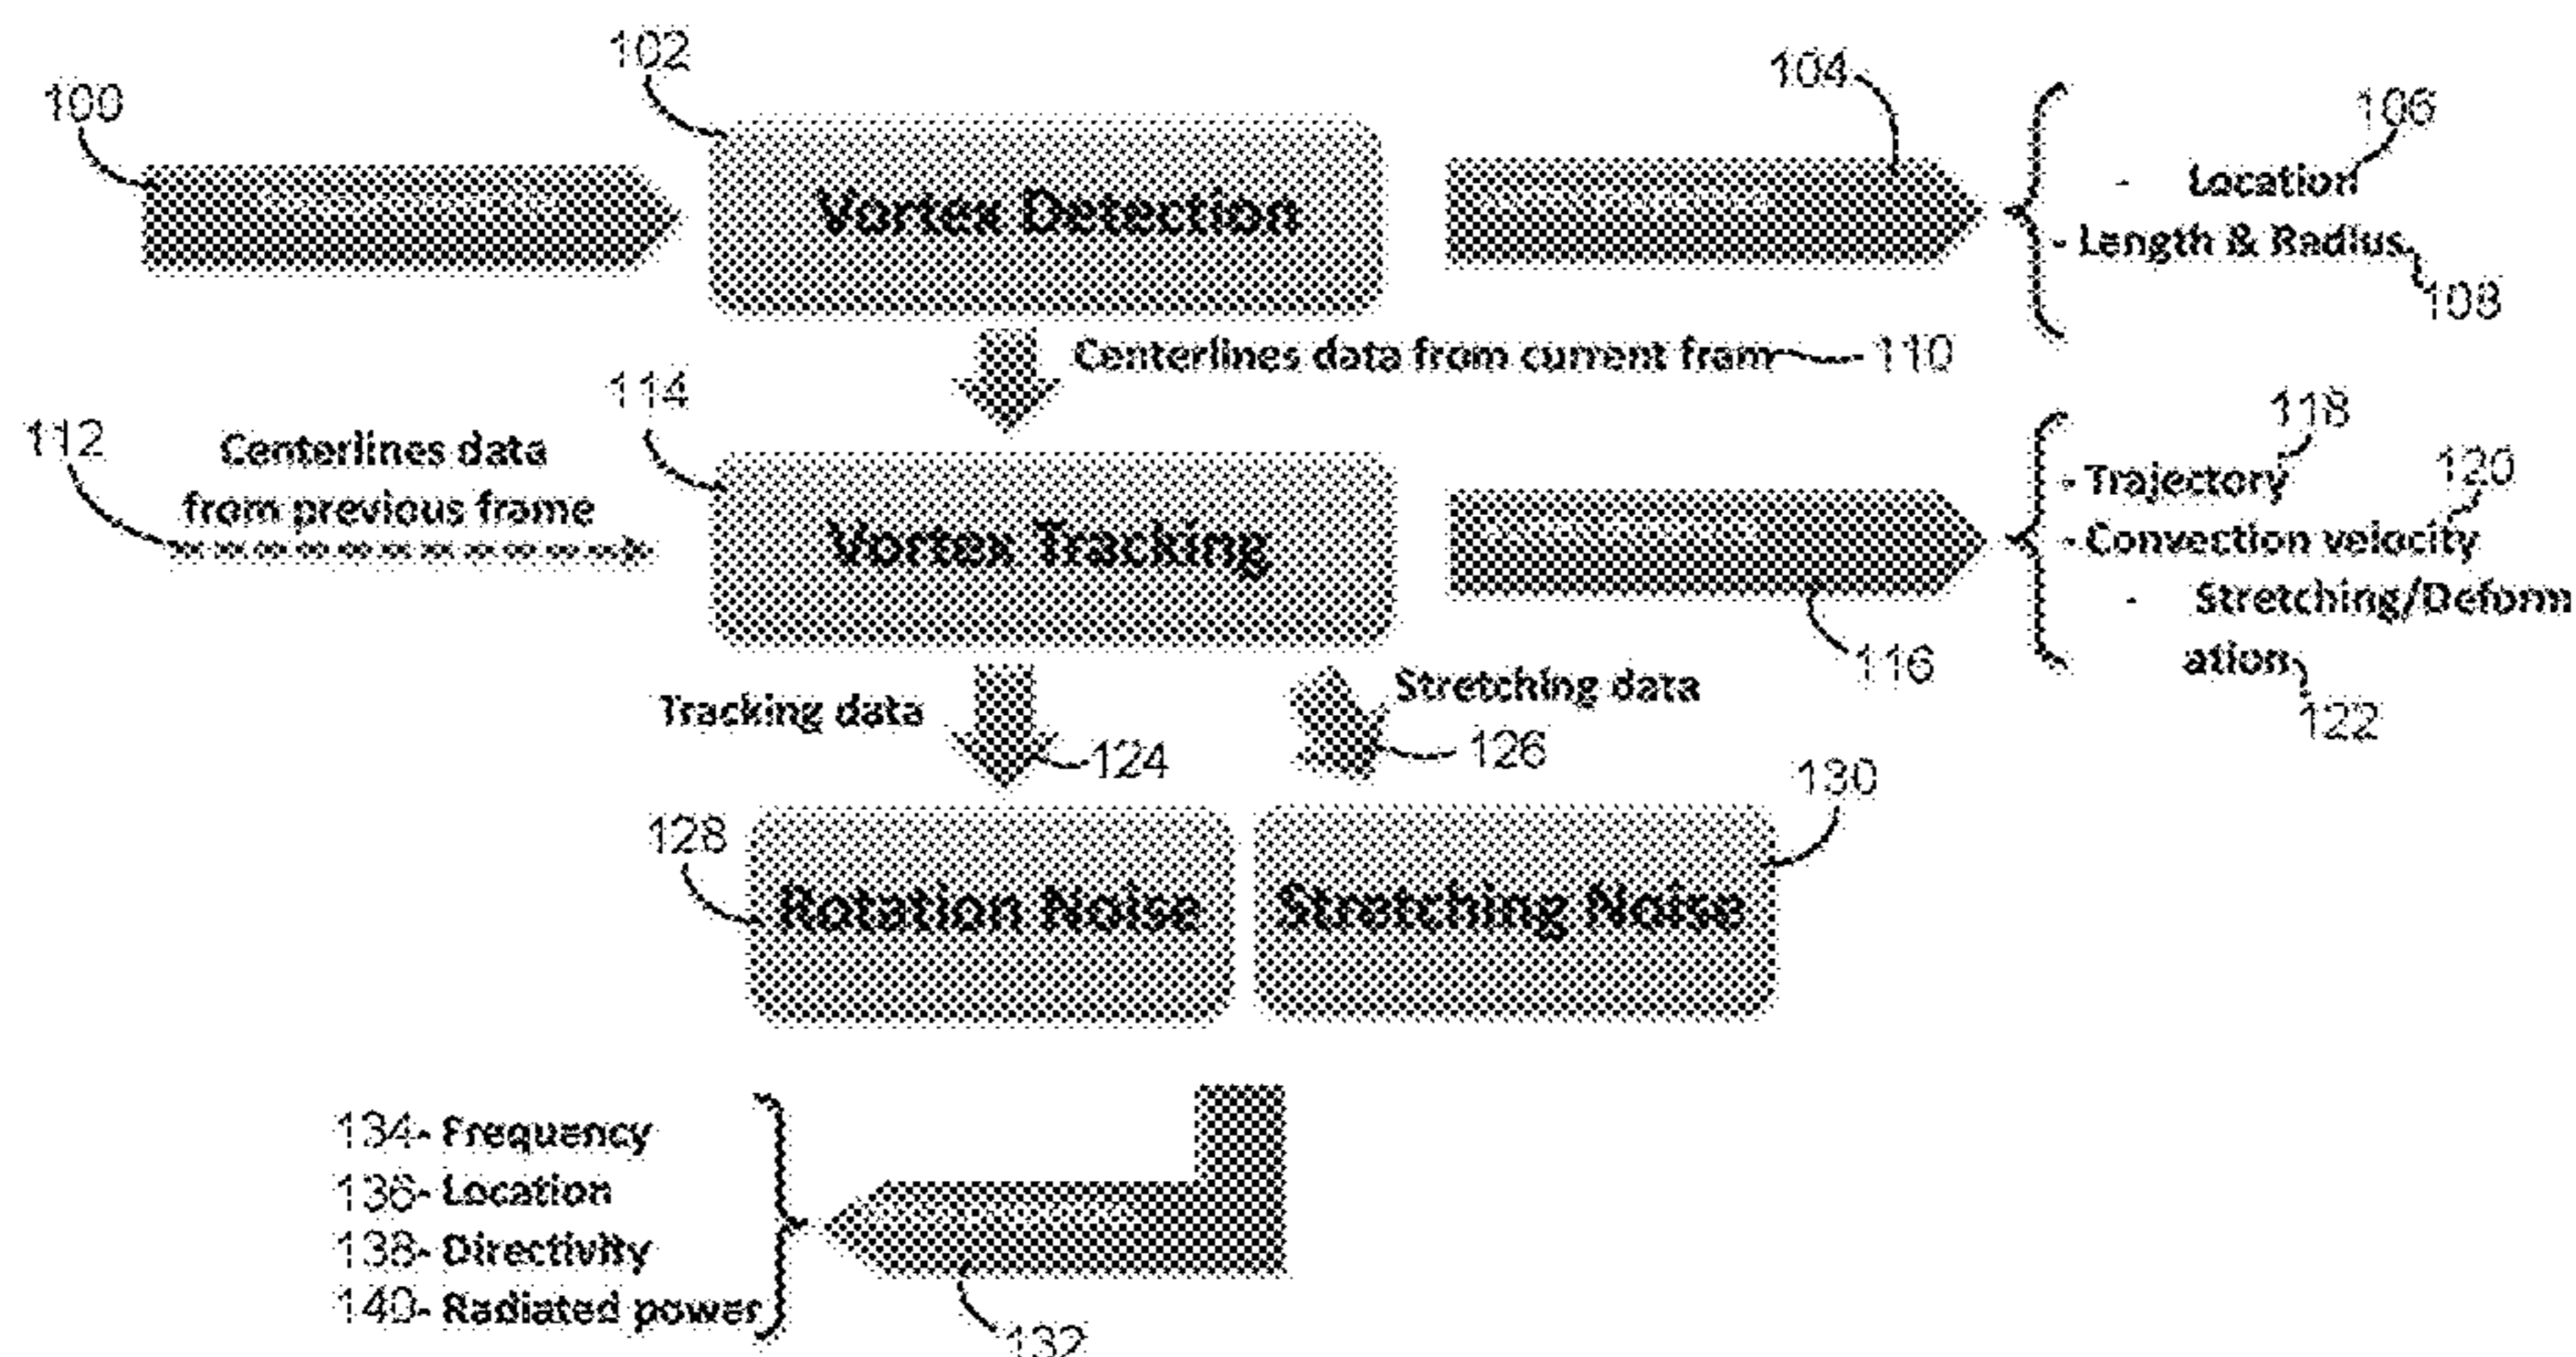 102
104
100
106
Vortex Detection
- Location
- Length & Radius
108
Centerlines data from current fram
110
114
118
112
Centerlines data
from previous frame
120
- Trajectory
Vortex Tracking
- Convection velocity
- Stretching/Deform
ation
116
122
Tracking data
Stretching data
124
126
130
128
Rotation Noise
Stretching Noise
134- Frequency
136- Location
138- Directivity
140- Radiated power
132